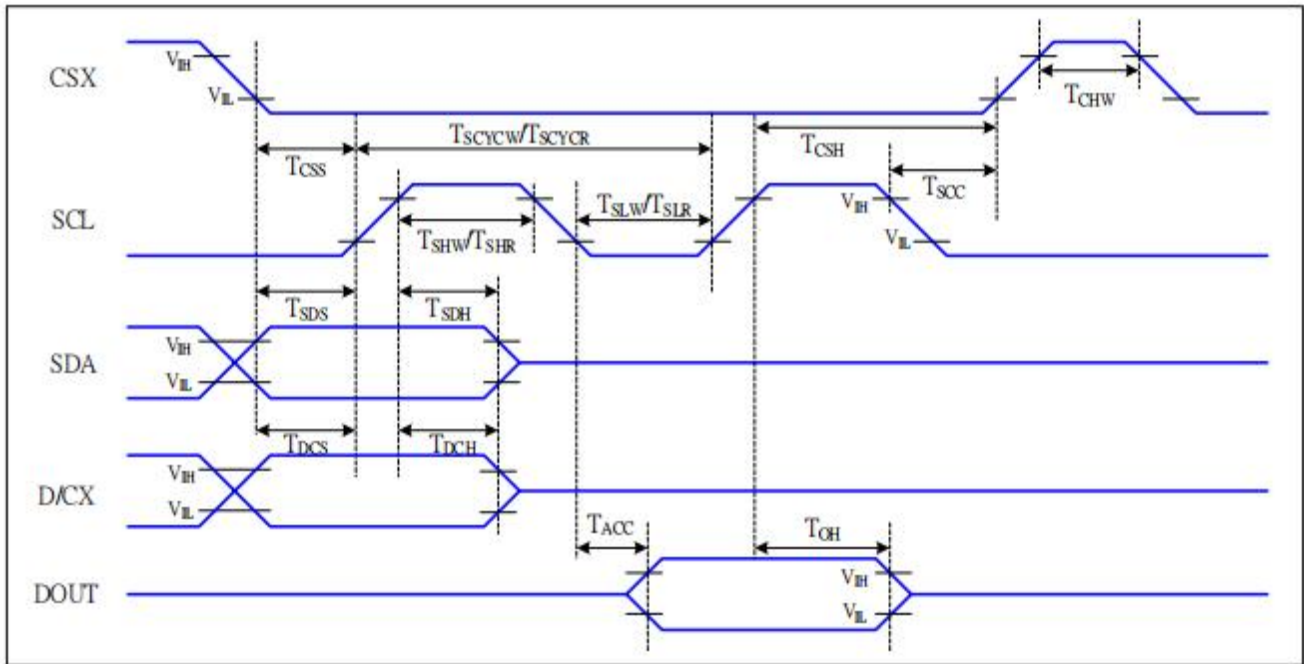 CSX
VIH
VIL
TCHW
TSCYCW/TSCYCR
TCSS
TCSH
TSCC
SCL
TSLW/TSLR
TSHW/TSHR
VIH
VIL
TSDS
TSDH
SDA
VIH
VIL
TDCS
TDCH
D/CX
VIH
VIL
TACC
TOH
DOUT
VIH
VIL